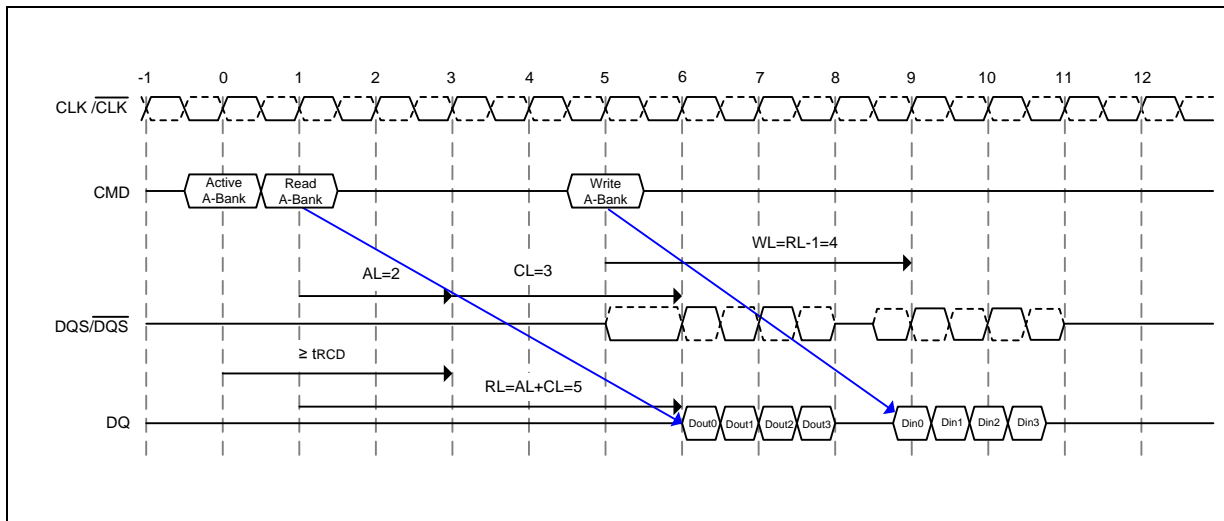 -1 0 1 2 3 4 5 6 7 8 9 10 11 12
CLK /CLK
Active
A-Bank
Read
A-Bank
Write
A-Bank
CMD
WL=RL-1=4
AL=2
CL=3
DQS/DQS
≥ tRCD
RL=AL+CL=5
DQ
Dout0 Dout1 Dout2 Dout3 Din0 Din1 Din2 Din3